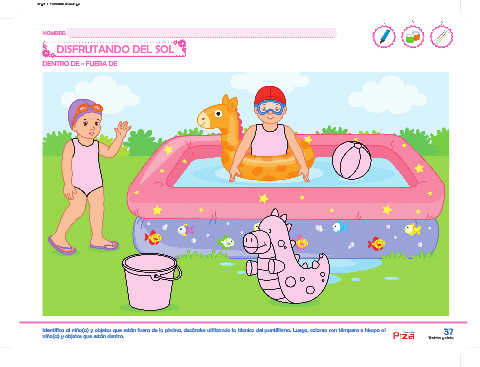 NOMBRE:
DISFRUTANDO DEL SOL
DENTRO DE - FUERA DE
Identifica al niño(a) y objetos que están fuera de la piscina, decóralos utilizando la técnica del puntillismo. Luego, colorea con témpera e hisopo al
niño(a) y objetos que están dentro.
37